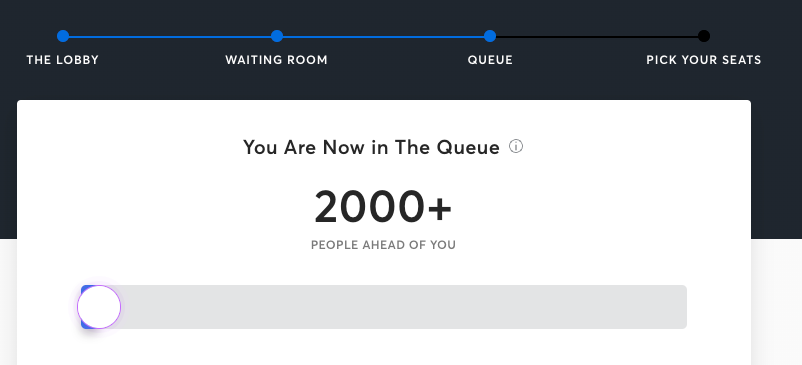 THE LOBBY WAITING ROOM QUEUE PICK YOUR SEATS
You Are Now in The Queue
2000+
PEOPLE AHEAD OF YOU